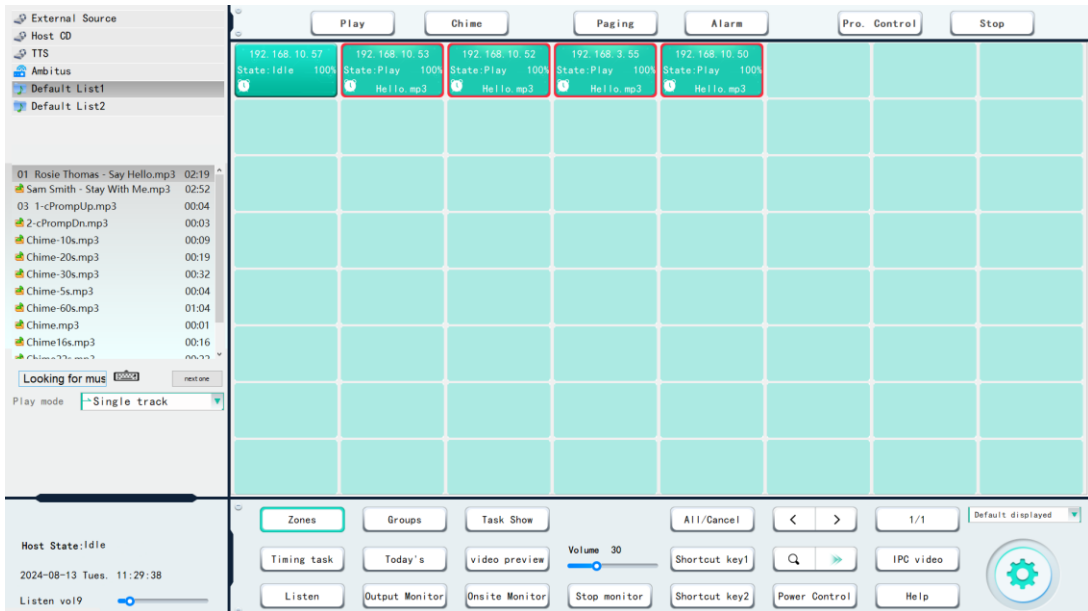 External Source
Host CD
TTS
Ambitus
Default List1
Default List2
01 Rosie Thomas - Say Hello.mp3 02:19
Sam Smith - Stay With Me.mp3 02:52
03 1-cPrompUp.mp3 00:04
2-cPrompDn.mp3 00:03
Chime-10s.mp3 00:09
Chime-20s.mp3 00:19
Chime-30s.mp3 00:32
Chime-5s.mp3 00:04
Chime-60s.mp3 01:04
Chime.mp3 00:01
Chime16s.mp3 00:16
Looking for mus
next one
Play mode Single track
Host State:Idle
2024-08-13 Tues. 11:29:38
Listen vol9
Play Chime Paging Alarm Pro. Control Stop
192.168.10.57
State:Idle 100%
192.168.10.53
State:Play 100%
Hello.mp3
192.168.10.52
State:Play 100%
Hello.mp3
192.168.3.55
State:Play 100%
Hello.mp3
192.168.10.50
State:Play 100%
Hello.mp3
Zones Groups Task Show All/Cancel < > 1/1 Default displayed
Timing task Today's video preview Volume 30 Shortcut key1 IPC video
Listen Output Monitor Onsite Monitor Stop monitor Shortcut key2 Power Control Help